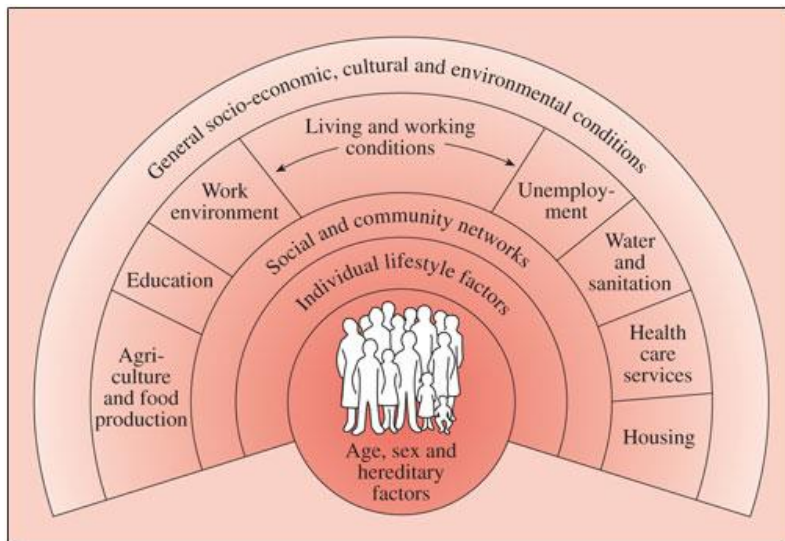 General socio-economic, cultural and environmental conditions
Living and working
conditions
Agri-
culture
and food
production
Education
Work
environment
Unemploy-
ment
Water
and
sanitation
Health
care
services
Housing
Social and community networks
Individual lifestyle factors
Age, sex and
hereditary
factors